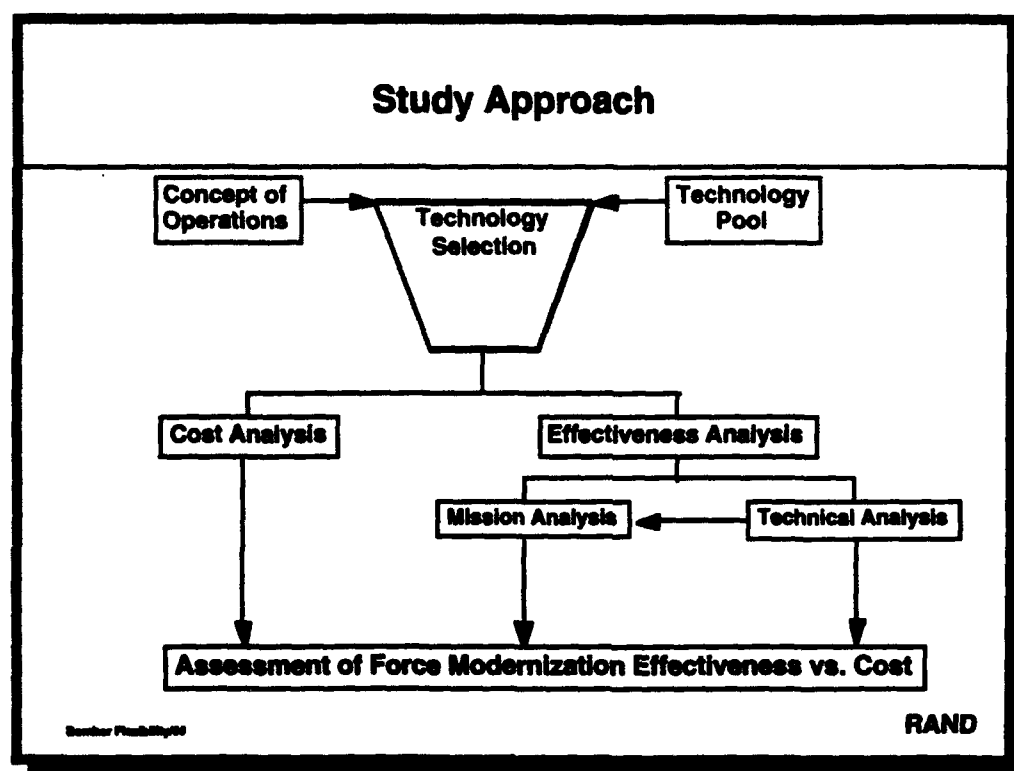 Study Approach
Concept of
Operations
Technology
Selection
Technology
Pool
Cost Analysis
Effectiveness Analysis
Mission Analysis
Technical Analysis
Assessment of Force Modernization Effectiveness vs. Cost
RAND